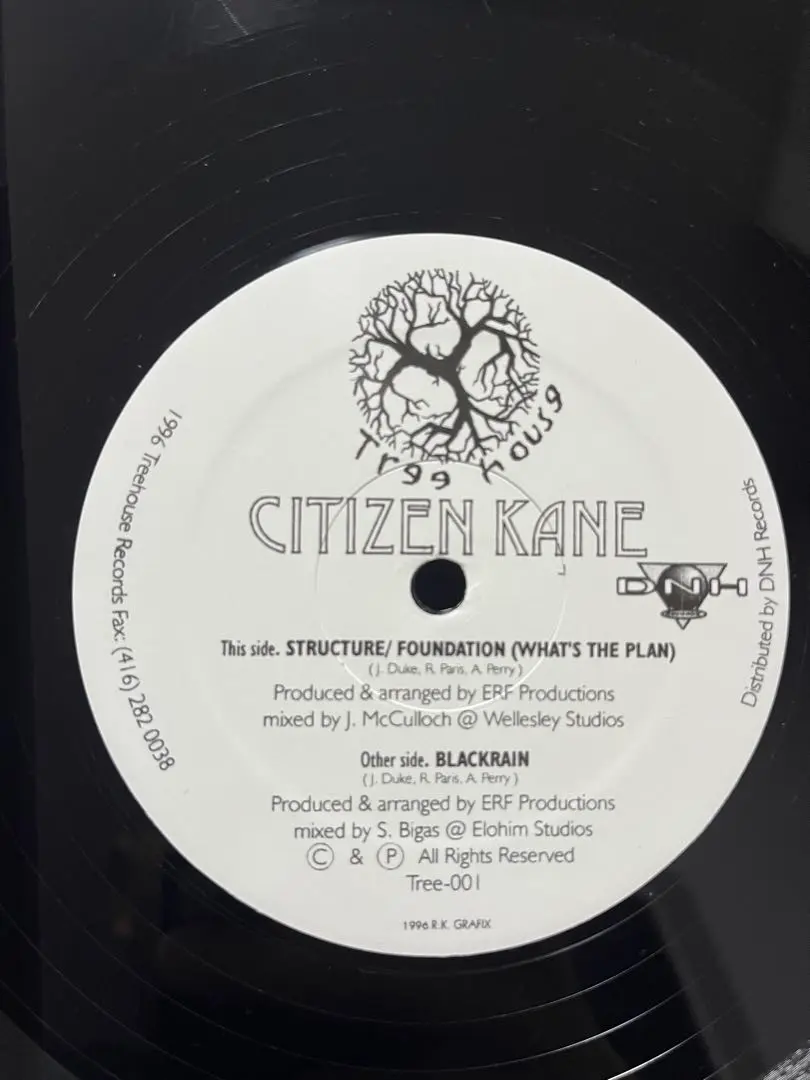 Tree House
CITIZEN KANE
DNH
This side. STRUCTURE/ FOUNDATION (WHAT'S THE PLAN)
(J. Duke, R. Paris, A. Perry)
Produced & arranged by ERF Productions
mixed by J. McCulloch @ Wellesley Studios
Other side. BLACKRAIN
(J. Duke, R. Paris, A. Perry)
Produced & arranged by ERF Productions
mixed by S. Bigas @ Elohim Studios
Ⓒ & Ⓟ All Rights Reserved
Tree-001
1996 R.K. GRAFIX
1996 Treehouse Records Fax: (416) 282 0038
Distributed by DNH Records